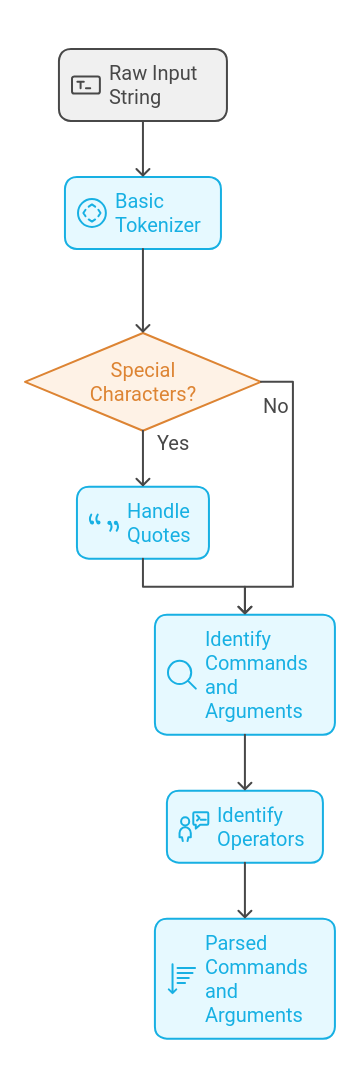 Raw Input
String
Basic
Tokenizer
Special
Characters?
No
Yes
Handle
Quotes
Identify
Commands
and
Arguments
Identify
Operators
Parsed
Commands
and
Arguments